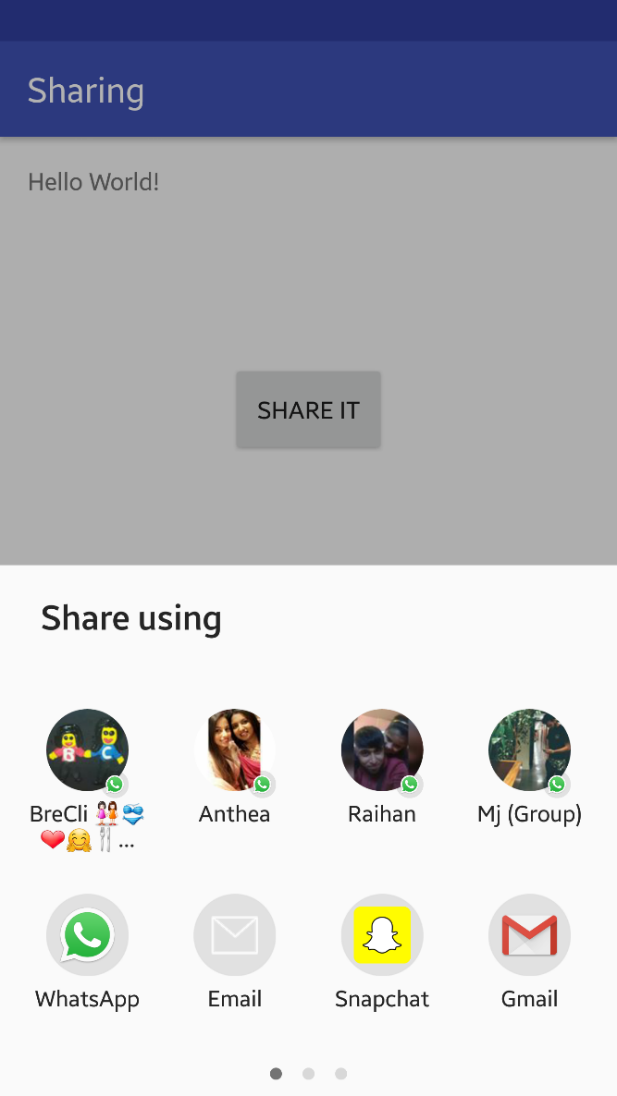 Sharing
Hello World!
SHARE IT
Share using
BreCli 👭👙
❤️🤗🍴...
Anthea
Raihan
Mj (Group)
WhatsApp
Email
Snapchat
Gmail